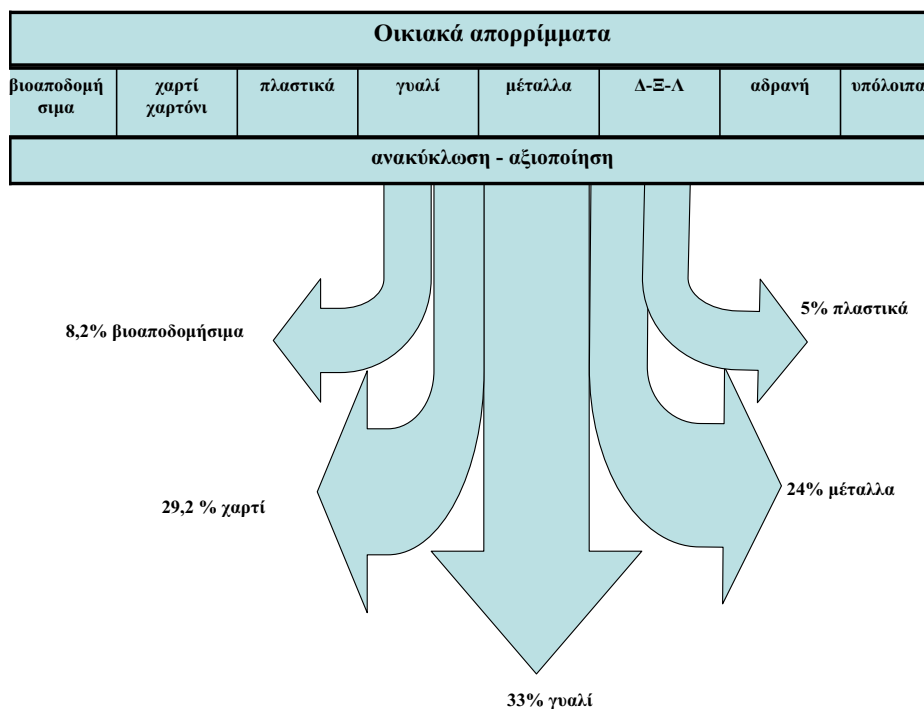 Οικιακά απορρίμματα
βιοαποδομή
σιμα
χαρτί
χαρτόνι
πλαστικά
γυαλί
μέταλλα
Δ-Ξ-Λ
αδρανή
υπόλοιπα
ανακύκλωση - αξιοποίηση
8,2% βιοαποδομήσιμα
5% πλαστικά
29,2 % χαρτί
24% μέταλλα
33% γυαλί